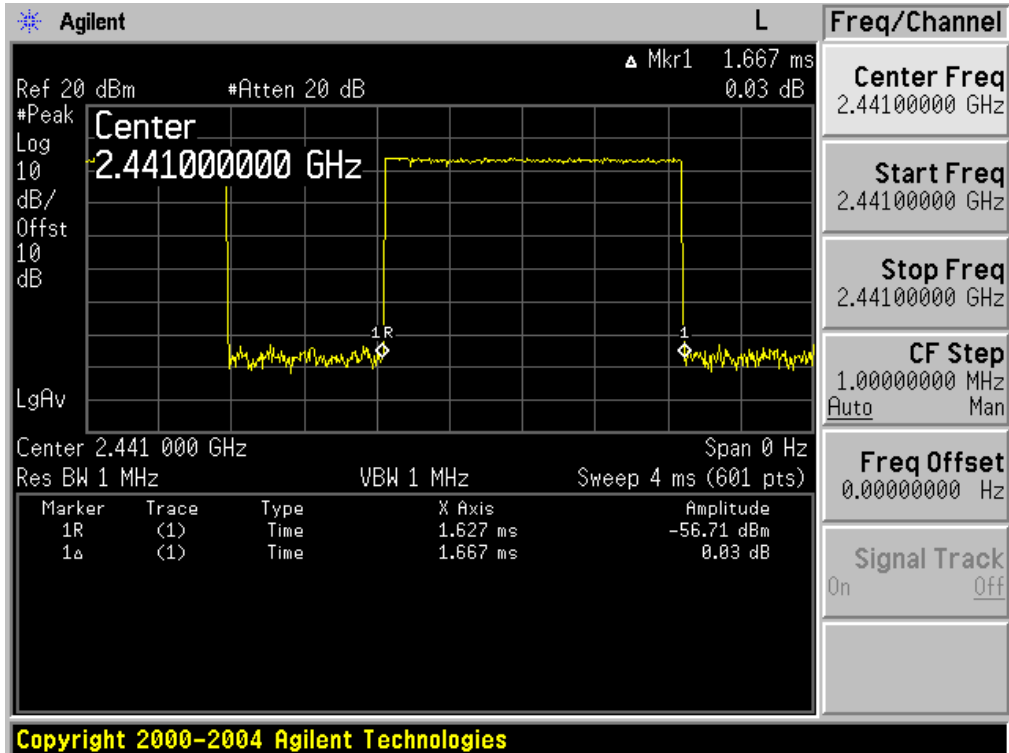 Agilent
L
Freq/Channel
Δ Mkr1 1.667 ms
Ref 20 dBm #Atten 20 dB 0.03 dB
#Peak
Log
10
dB/
Offst
10
dB
LgAv
Center
2.441000000 GHz
1R
1
Center 2.441 000 GHz Span 0 Hz
Res BW 1 MHz VBW 1 MHz Sweep 4 ms (601 pts)
Marker Trace Type X Axis Amplitude
1R (1) Time 1.627 ms -56.71 dBm
1Δ (1) Time 1.667 ms 0.03 dB
Center Freq
2.44100000 GHz
Start Freq
2.44100000 GHz
Stop Freq
2.44100000 GHz
CF Step
1.00000000 MHz
Auto Man
Freq Offset
0.00000000 Hz
Signal Track
On Off
Copyright 2000-2004 Agilent Technologies